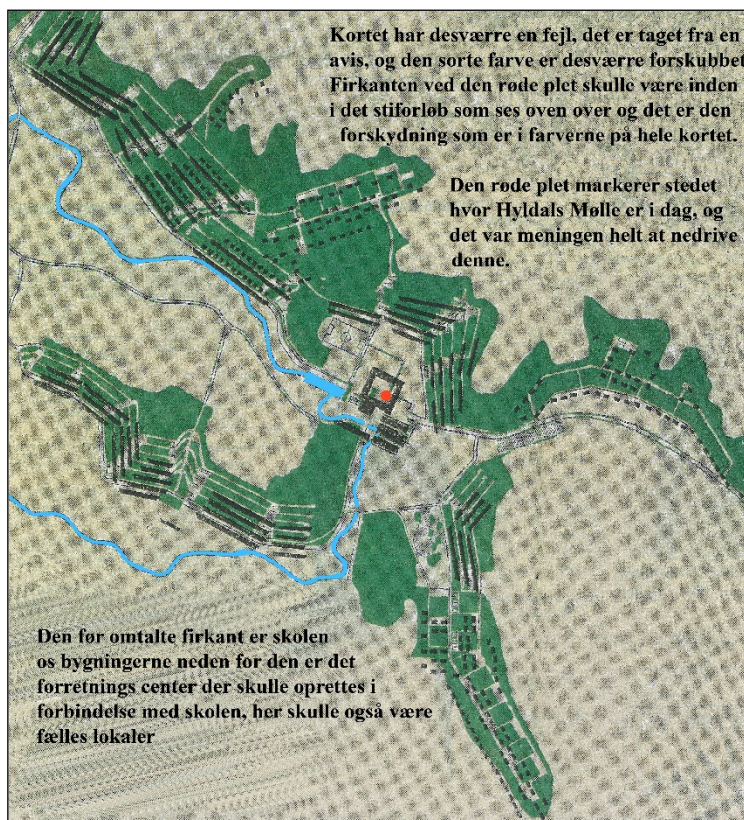 Kortet har desværre en fejl, det er taget fra en
avis, og den sorte farve er desværre forskubbet
Firkanten ved den røde plet skulle være inden
i det stiforløb som ses oven over og det er den
forskydning som er i farverne på hele kortet.
Den røde plet markerer stedet
hvor Hyldals Mølle er i dag, og
det var meningen helt at nedrive
denne.
Den før omtalte firkant er skolen
os bygningerne neden for den er det
forretnings center der skulle oprettes i
forbindelse med skolen, her skulle også være
fælles lokaler